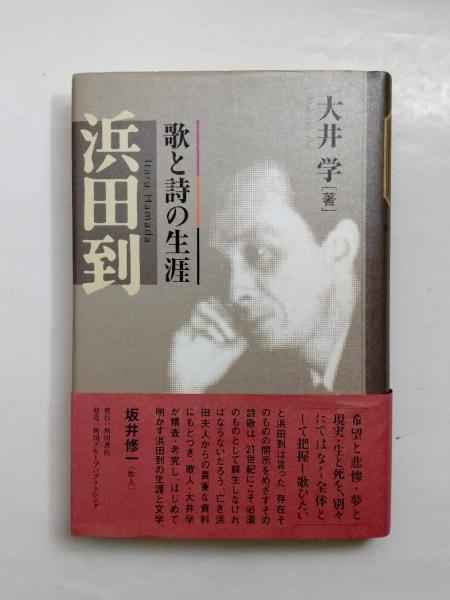 大井 学[著]
歌と詩の生涯
浜田到
Itaru Hamada
希望と悲惨・夢と
現実・生と死を、別々
にではなく全体と
して把握し歌ひたい
と浜田到は言った。存在そ
のものの開示をめざすその
詩歌は、21世紀にこそ必須
のものとして蘇生しなけれ
ばならないだろう。亡き浜
田夫人からの貴重な資料
にもとづき、歌人・大井学
が精査・考究し、はじめて
明かす浜田到の生涯と文学。
坂井修一(歌人)
発行・角川書店
発売・角川グループパブリッシング